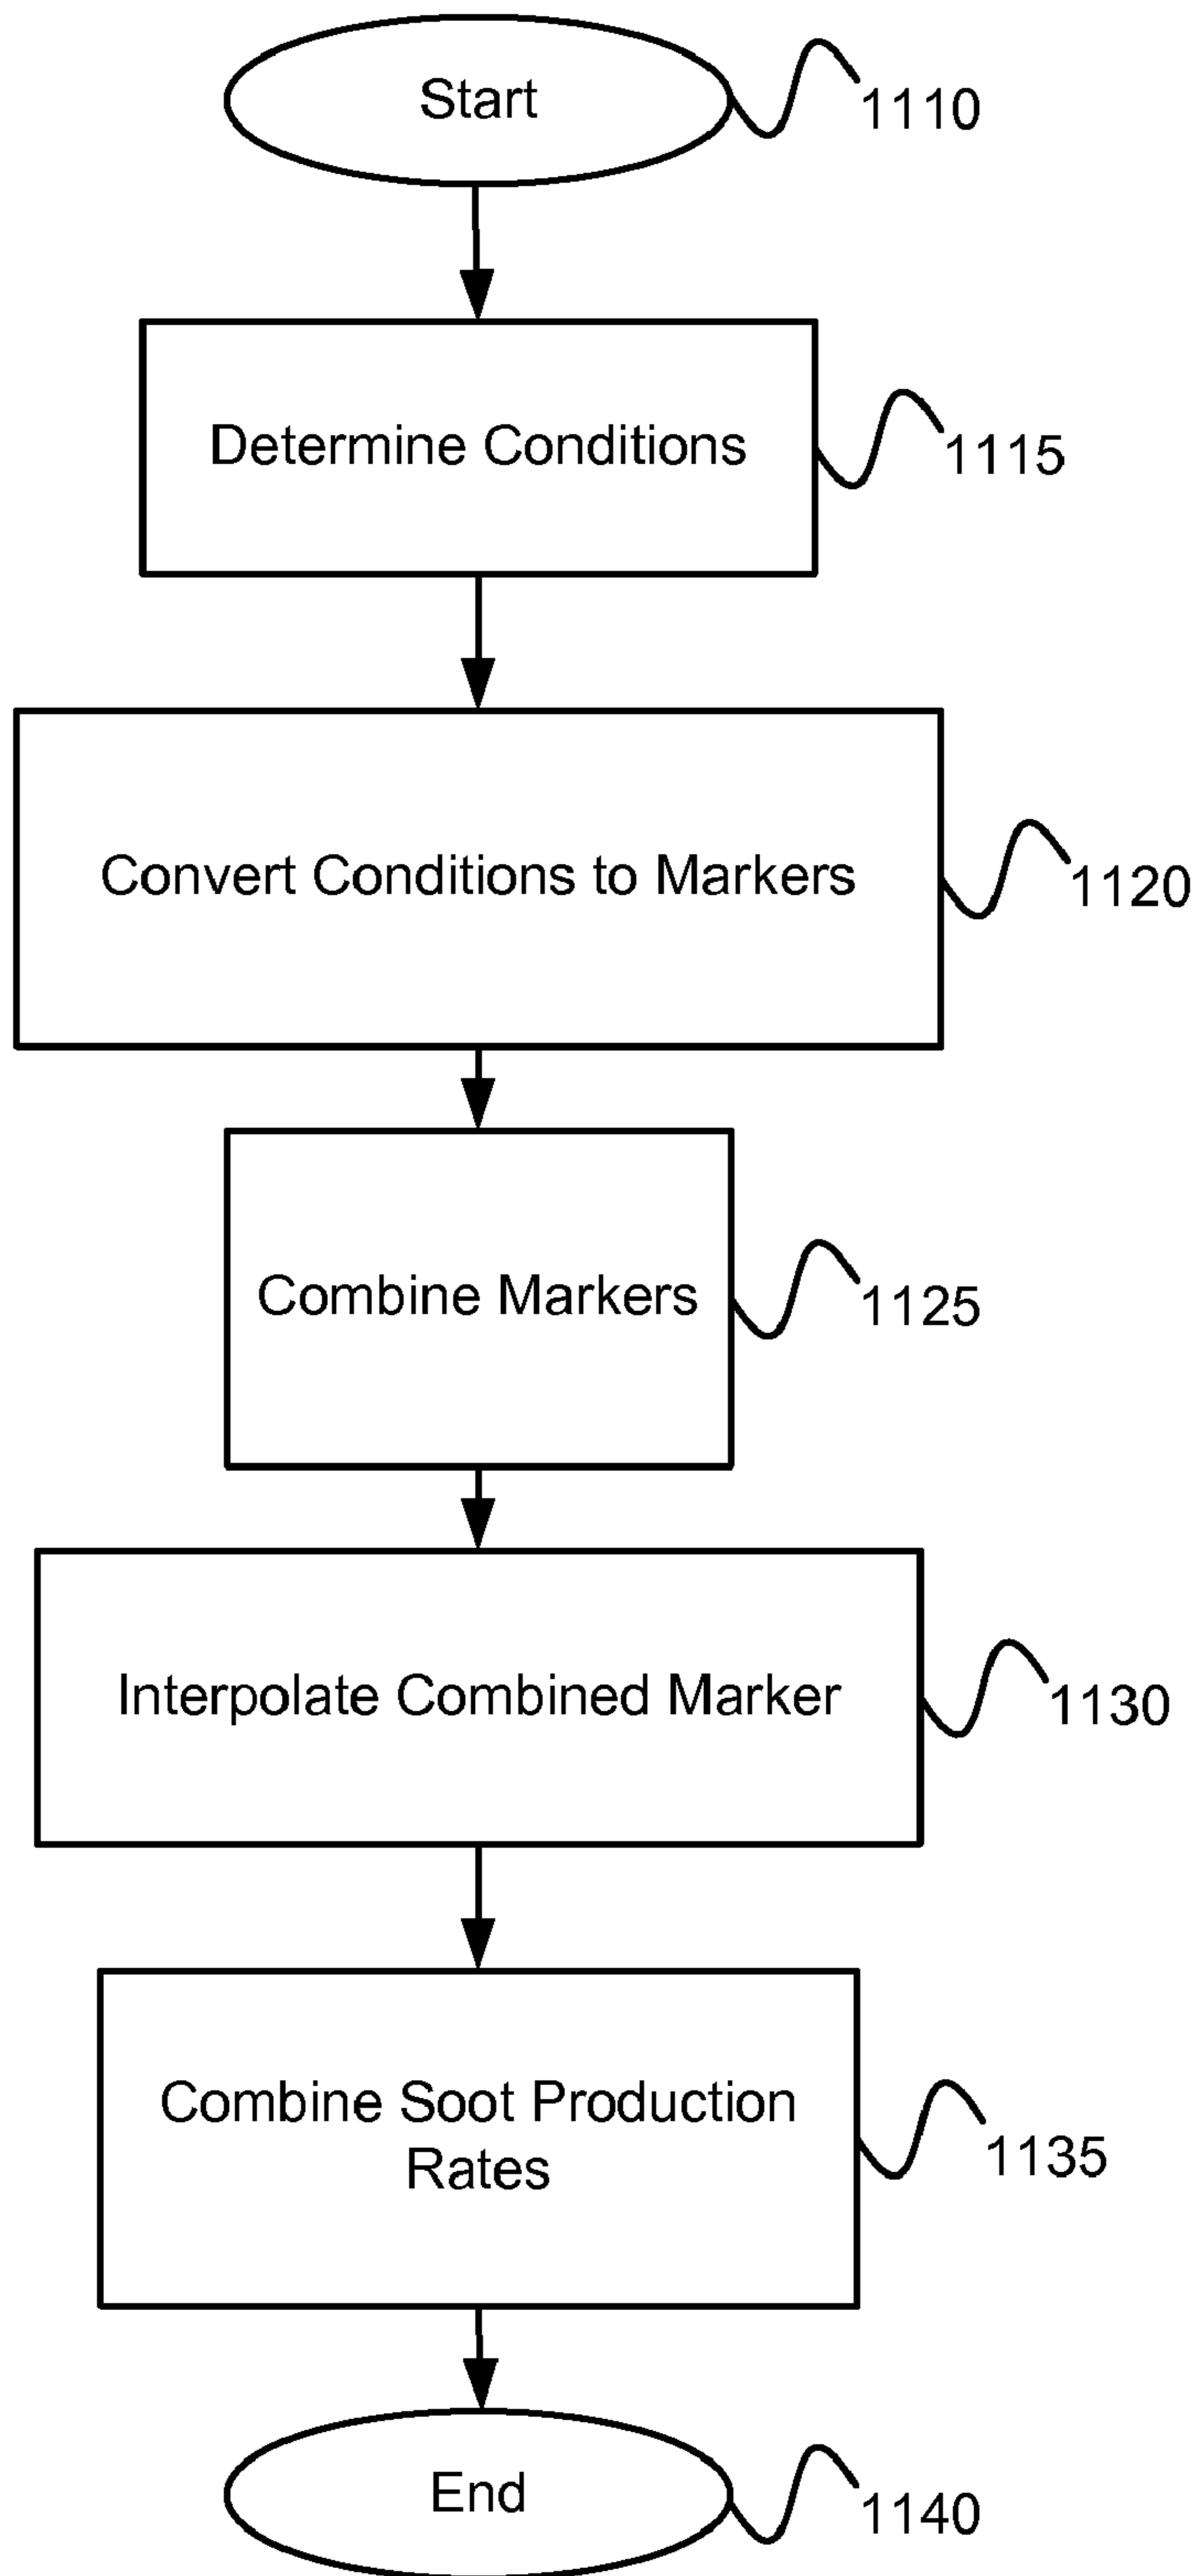 Start
1110
Determine Conditions
1115
Convert Conditions to Markers
1120
Combine Markers
1125
Interpolate Combined Marker
1130
Combine Soot Production
Rates
1135
End
1140